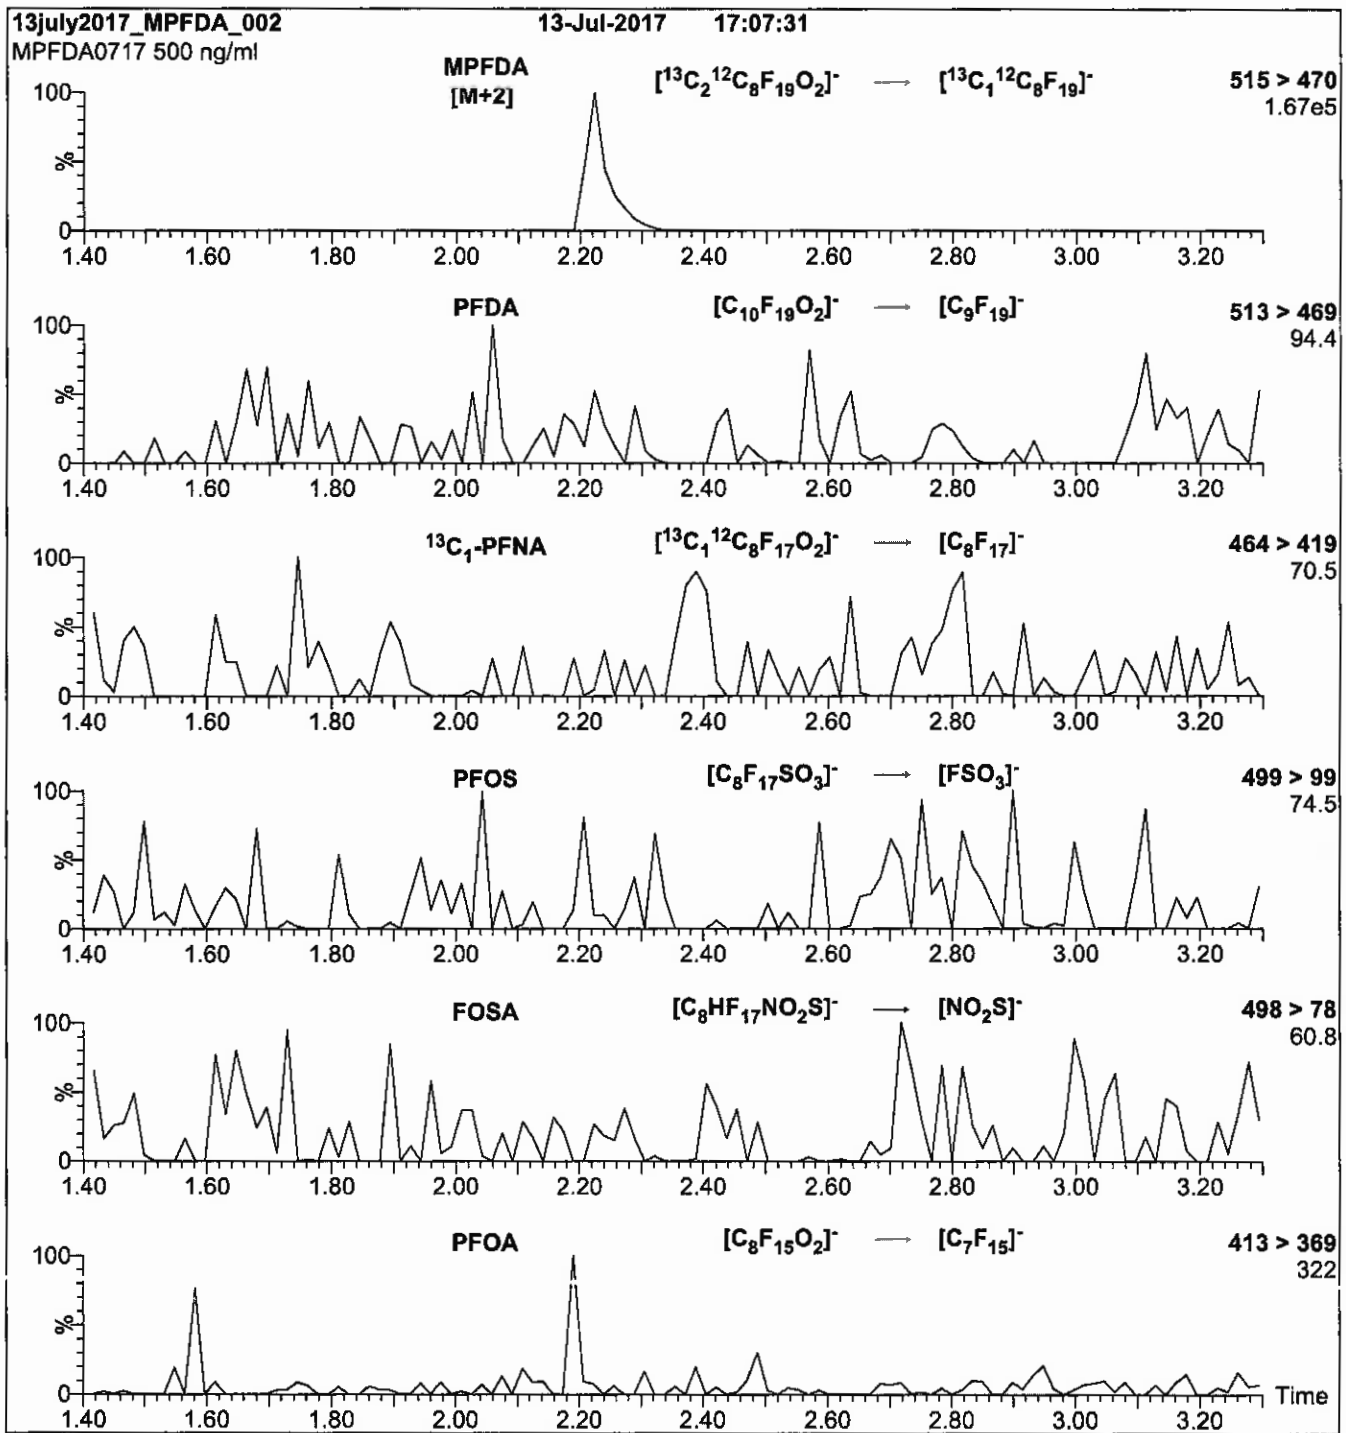 13july2017_MPFDA_002 13-Jul-2017 17:07:31
MPFDA0717 500 ng/ml
MPFDA [¹³C₂¹²C₈F₁₉O₂]⁻ → [¹³C₁¹²C₈F₁₉]⁻ 515 > 470
[M+2] 1.67e5
100
%
0
1.40 1.60 1.80 2.00 2.20 2.40 2.60 2.80 3.00 3.20
PFDA [C₁₀F₁₉O₂]⁻ → [C₉F₁₉]⁻ 513 > 469
94.4
100
%
0
1.40 1.60 1.80 2.00 2.20 2.40 2.60 2.80 3.00 3.20
¹³C₁-PFNA [¹³C₁¹²C₈F₁₇O₂]⁻ → [C₈F₁₇]⁻ 464 > 419
70.5
100
%
0
1.40 1.60 1.80 2.00 2.20 2.40 2.60 2.80 3.00 3.20
PFOS [C₈F₁₇SO₃]⁻ → [FSO₃]⁻ 499 > 99
74.5
100
%
0
1.40 1.60 1.80 2.00 2.20 2.40 2.60 2.80 3.00 3.20
FOSA [C₈HF₁₇NO₂S]⁻ → [NO₂S]⁻ 498 > 78
60.8
100
%
0
1.40 1.60 1.80 2.00 2.20 2.40 2.60 2.80 3.00 3.20
PFOA [C₈F₁₅O₂]⁻ → [C₇F₁₅]⁻ 413 > 369
322
100
%
0 Time
1.40 1.60 1.80 2.00 2.20 2.40 2.60 2.80 3.00 3.20